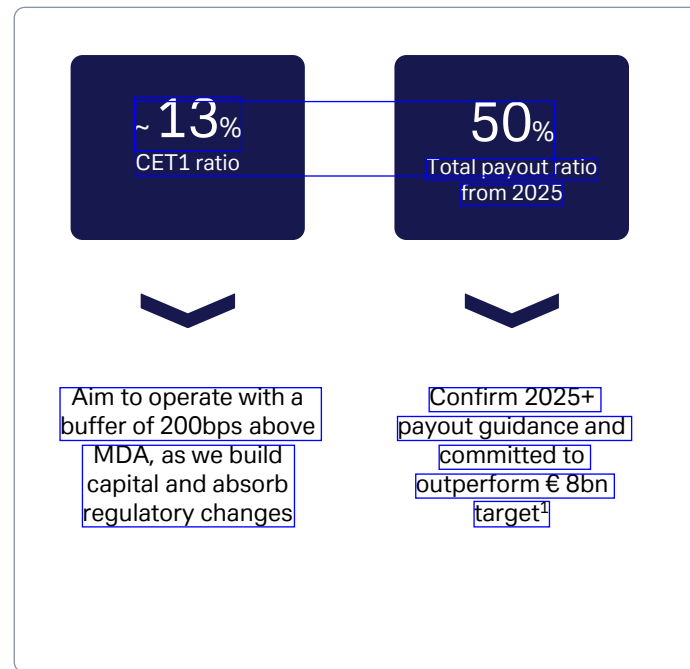 ~ 13%
CET1 ratio
50%
Total payout ratio
from 2025
Aim to operate with a
buffer of 200bps above
MDA, as we build
capital and absorb
regulatory changes
Confirm 2025+
payout guidance and
committed to
outperform € 8bn
target¹